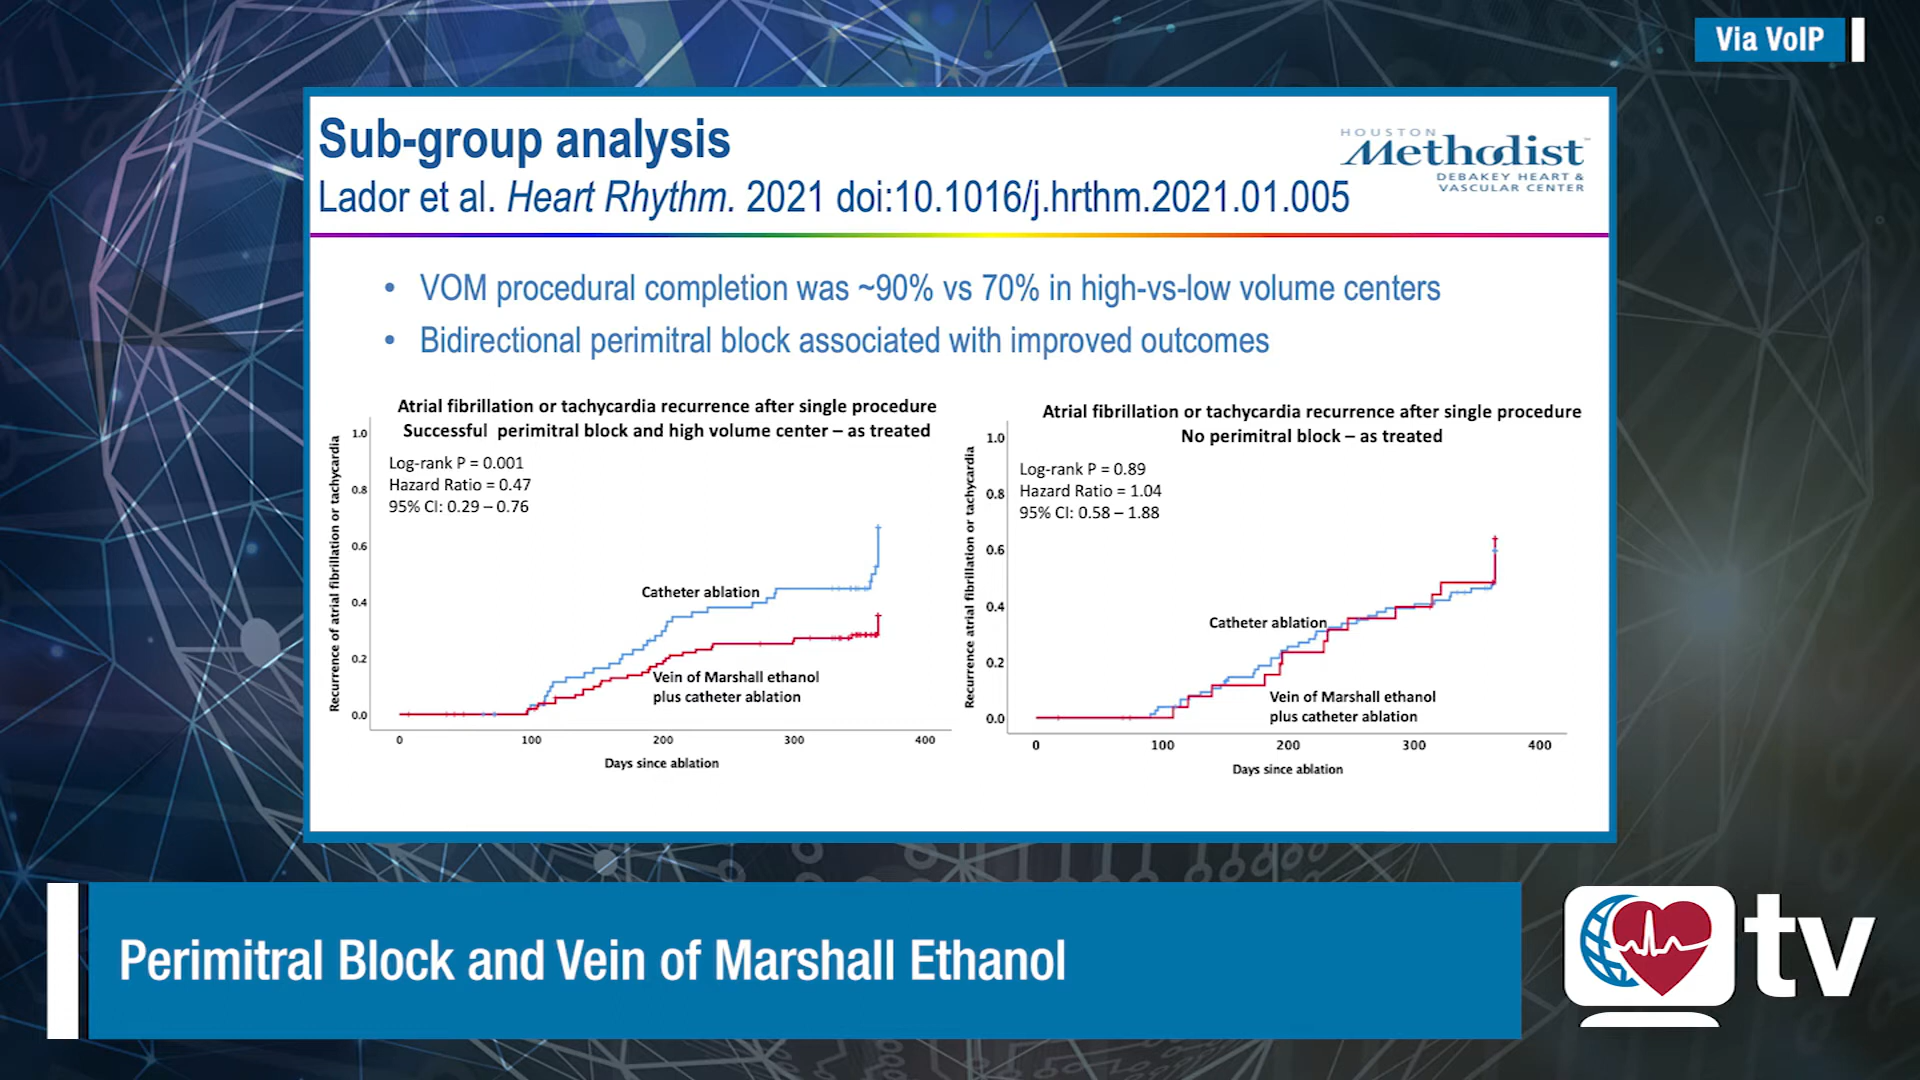 Via VoIP
Sub-group analysis
Lador et al. Heart Rhythm. 2021 doi:10.1016/j.hrthm.2021.01.005
HOUSTON
Methodist
DEBAKEY HEART &
VASCULAR CENTER
• VOM procedural completion was ~90% vs 70% in high-vs-low volume centers
• Bidirectional perimitral block associated with improved outcomes
Atrial fibrillation or tachycardia recurrence after single procedure
Successful perimitral block and high volume center – as treated
Log-rank P = 0.001
Hazard Ratio = 0.47
95% CI: 0.29 – 0.76
Recurrence of atrial fibrillation or tachycardia
1.0
0.8
0.6
0.4
0.2
0.0
Catheter ablation
Vein of Marshall ethanol
plus catheter ablation
0 100 200 300 400
Days since ablation
Atrial fibrillation or tachycardia recurrence after single procedure
No perimitral block – as treated
Log-rank P = 0.89
Hazard Ratio = 1.04
95% CI: 0.58 – 1.88
Recurrence atrial fibrillation or tachycardia
1.0
0.8
0.6
0.4
0.2
0.0
Catheter ablation
Vein of Marshall ethanol
plus catheter ablation
0 100 200 300 400
Days since ablation
Perimitral Block and Vein of Marshall Ethanol
tv